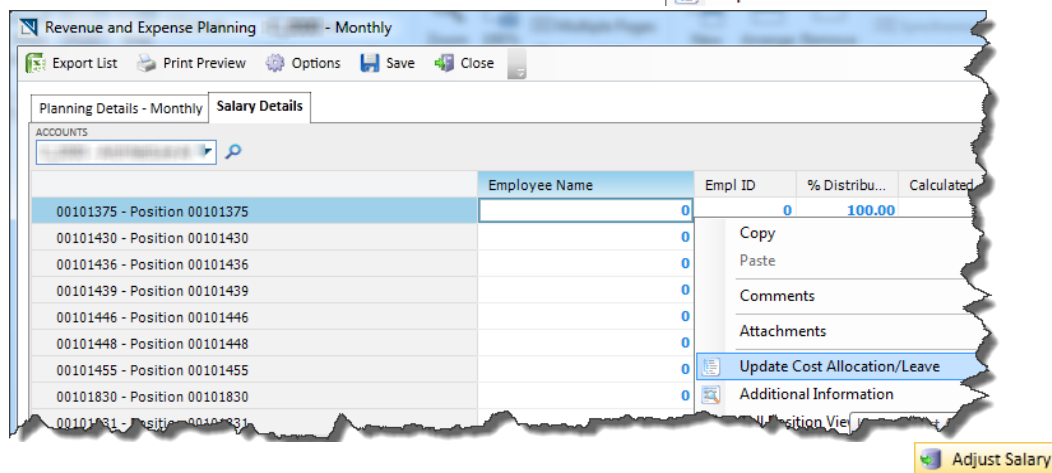 Revenue and Expense Planning - Monthly
Export List Print Preview Options Save Close
Planning Details - Monthly Salary Details
ACCOUNTS
Employee Name Empl ID % Distribu... Calculated
00101375 - Position 00101375 0 0 100.00
00101430 - Position 00101430 0 Copy
00101436 - Position 00101436 0 Paste
00101439 - Position 00101439 0 Comments
00101446 - Position 00101446 0
00101448 - Position 00101448 0 Attachments
00101455 - Position 00101455 0 Update Cost Allocation/Leave
00101830 - Position 00101830 0 Additional Information
Adjust Salary